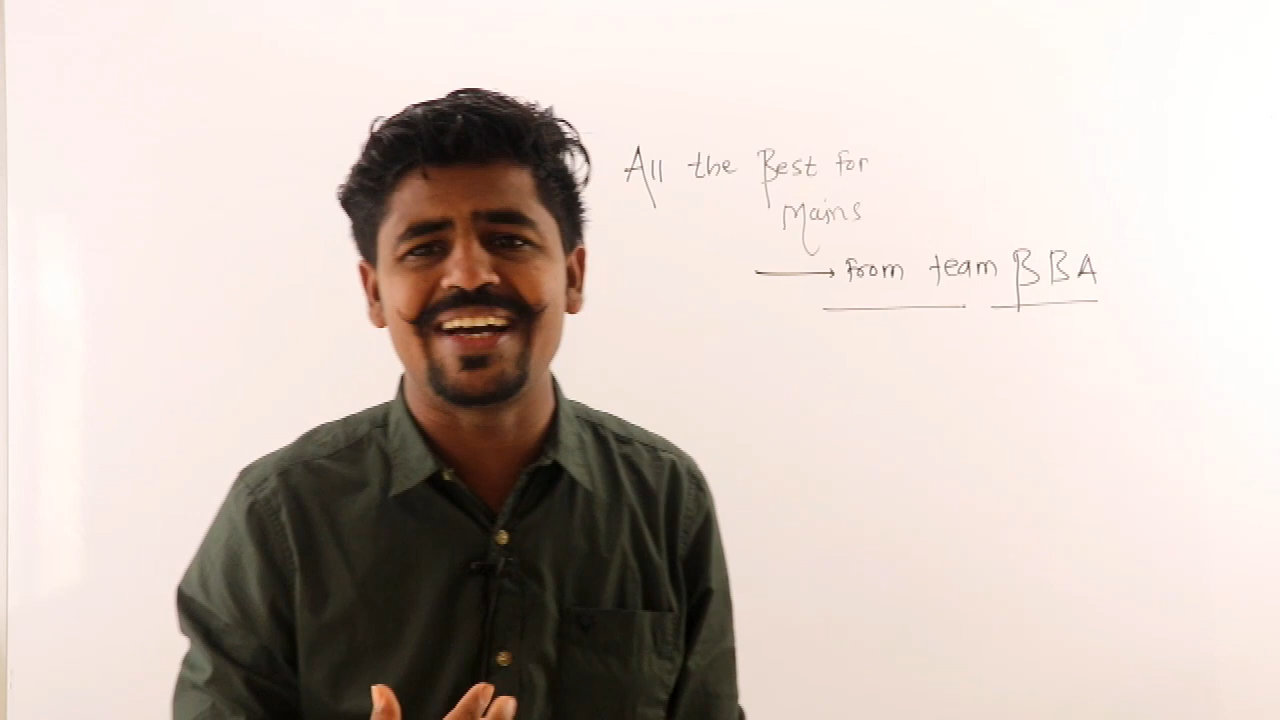 All the Best for
Mains
→ from team BBA